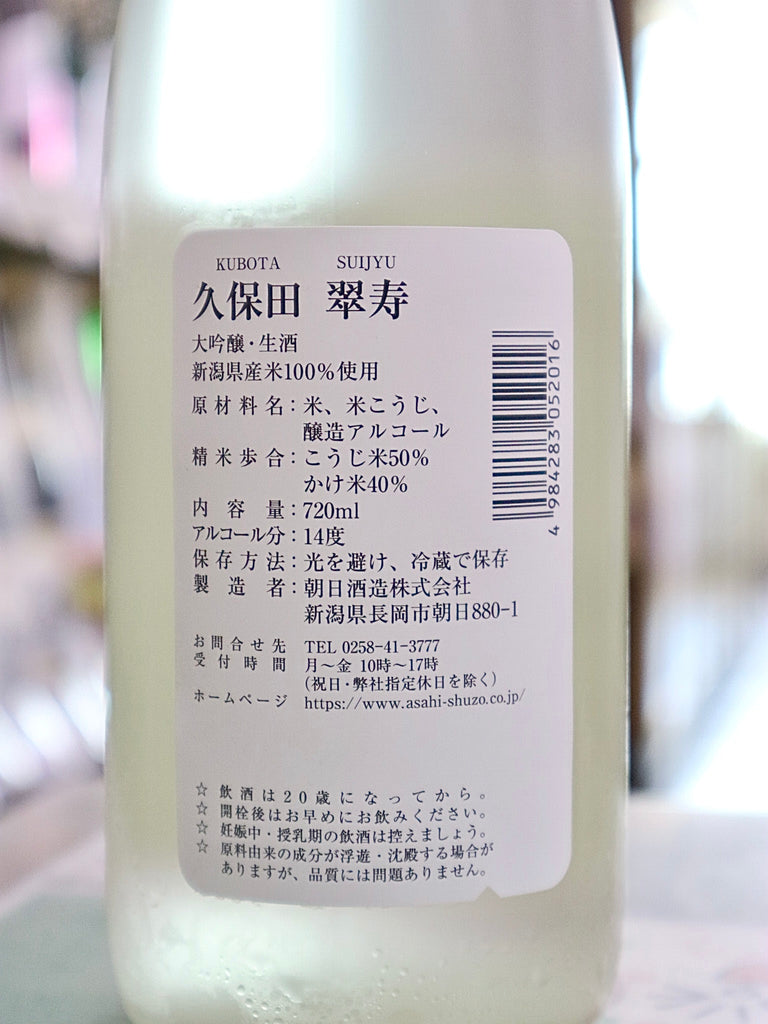 KUBOTA SUIJYU
久保田 翠寿
大吟醸・生酒
新潟県産米100%使用
原材料名：米、米こうじ、
醸造アルコール
精米歩合：こうじ米50%
かけ米40%
内容量：720ml
アルコール分：14度
保存方法：光を避け、冷蔵で保存
製造者：朝日酒造株式会社
新潟県長岡市朝日880-1
お問合せ先 TEL 0258-41-3777
受付時間 月～金 10時～17時
(祝日・弊社指定休日を除く)
ホームページ https://www.asahi-shuzo.co.jp/
☆ 飲酒は20歳になってから。
☆ 開栓後はお早めにお飲みください。
☆ 妊娠中・授乳期の飲酒は控えましょう。
☆ 原料由来の成分が浮遊・沈殿する場合が
ありますが、品質には問題ありません。
4 984283 052016